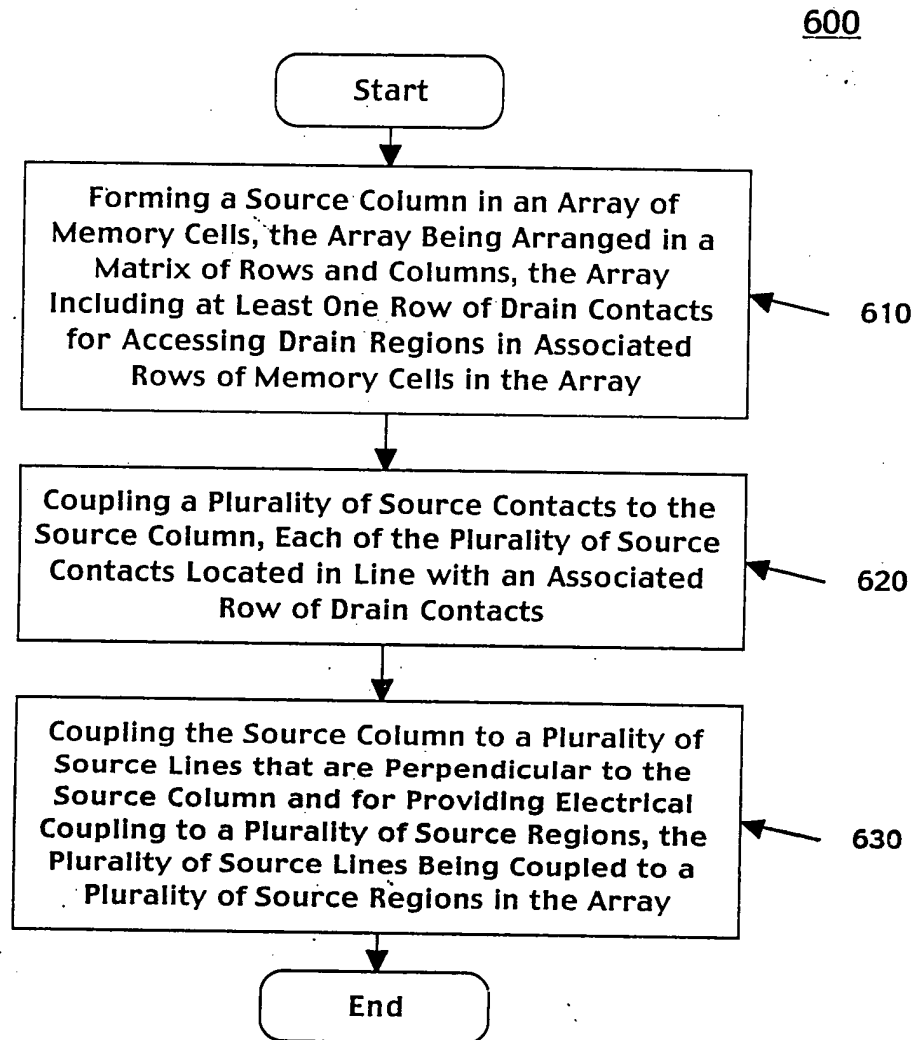 600
Start
Forming a Source Column in an Array of
Memory Cells, the Array Being Arranged in a
Matrix of Rows and Columns, the Array
Including at Least One Row of Drain Contacts
for Accessing Drain Regions in Associated
Rows of Memory Cells in the Array
610
Coupling a Plurality of Source Contacts to the
Source Column, Each of the Plurality of Source
Contacts Located in Line with an Associated
Row of Drain Contacts
620
Coupling the Source Column to a Plurality of
Source Lines that are Perpendicular to the
Source Column and for Providing Electrical
Coupling to a Plurality of Source Regions, the
Plurality of Source Lines Being Coupled to a
Plurality of Source Regions in the Array
630
End